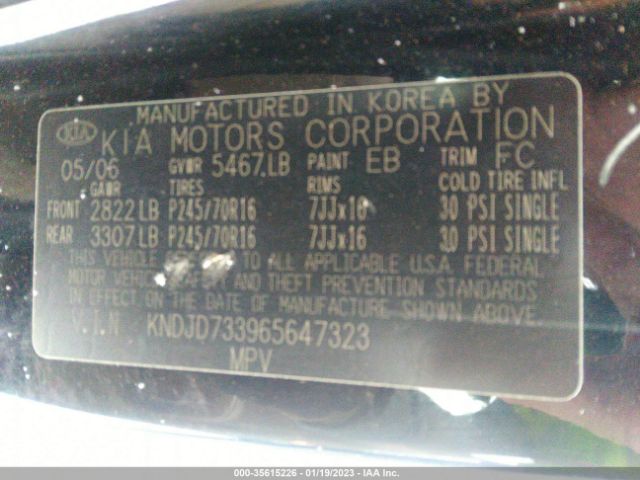 MANUFACTURED IN KOREA BY
KIA KIA MOTORS CORPORATION
05/06 GVWR 5467LB PAINT EB TRIM FC
GAWR TIRES RIMS COLD TIRE INFL
FRONT 2822LB P245/70R16 7JJx16 30 PSI SINGLE
REAR 3307LB P245/70R16 7JJx16 30 PSI SINGLE
THIS VEHICLE CONFORMS TO ALL APPLICABLE U.S.A. FEDERAL
MOTOR VEHICLE SAFETY AND THEFT PREVENTION STANDARDS
IN EFFECT ON THE DATE OF MANUFACTURE SHOWN ABOVE.
V.I.N KNDJD733965647323
MPV
000-35615226 - 01/19/2023 - IAA Inc.